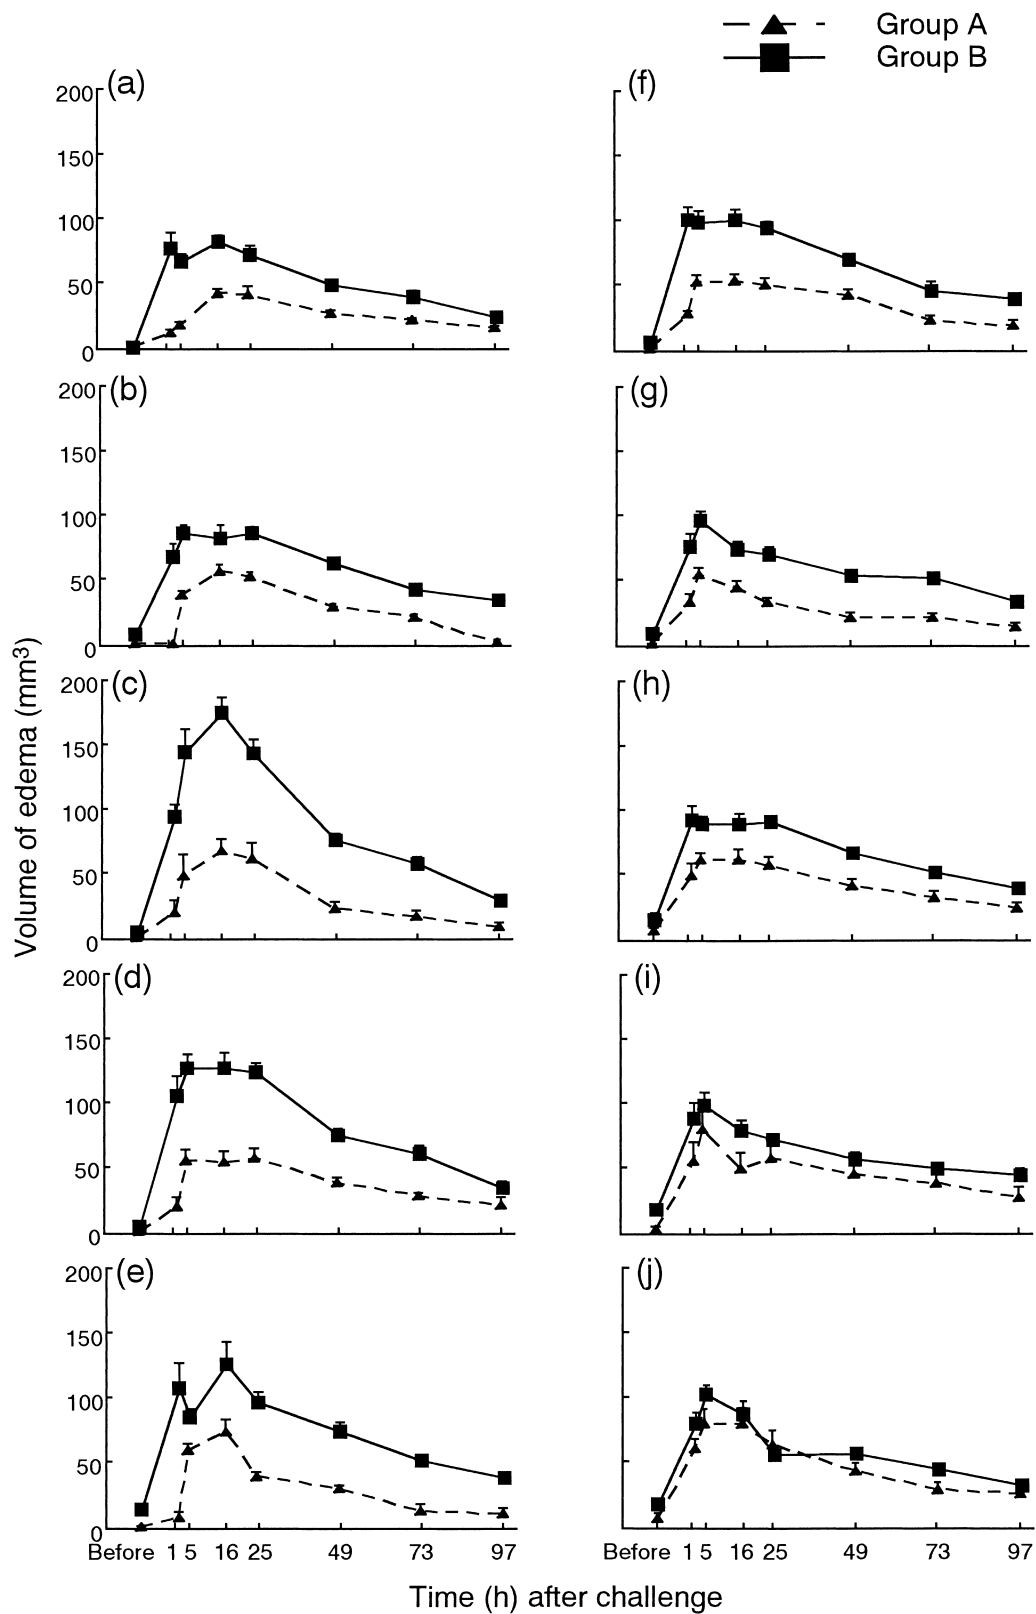 Group A
Group B
(a)
200
150
100
50
0
(f)
(b)
200
150
100
50
0
(g)
(c)
200
150
100
50
0
(h)
(d)
200
150
100
50
0
(i)
(e)
200
150
100
50
0
(j)
Volume of edema (mm³)
Before 1 5 16 25 49 73 97
Before 1 5 16 25 49 73 97
Time (h) after challenge